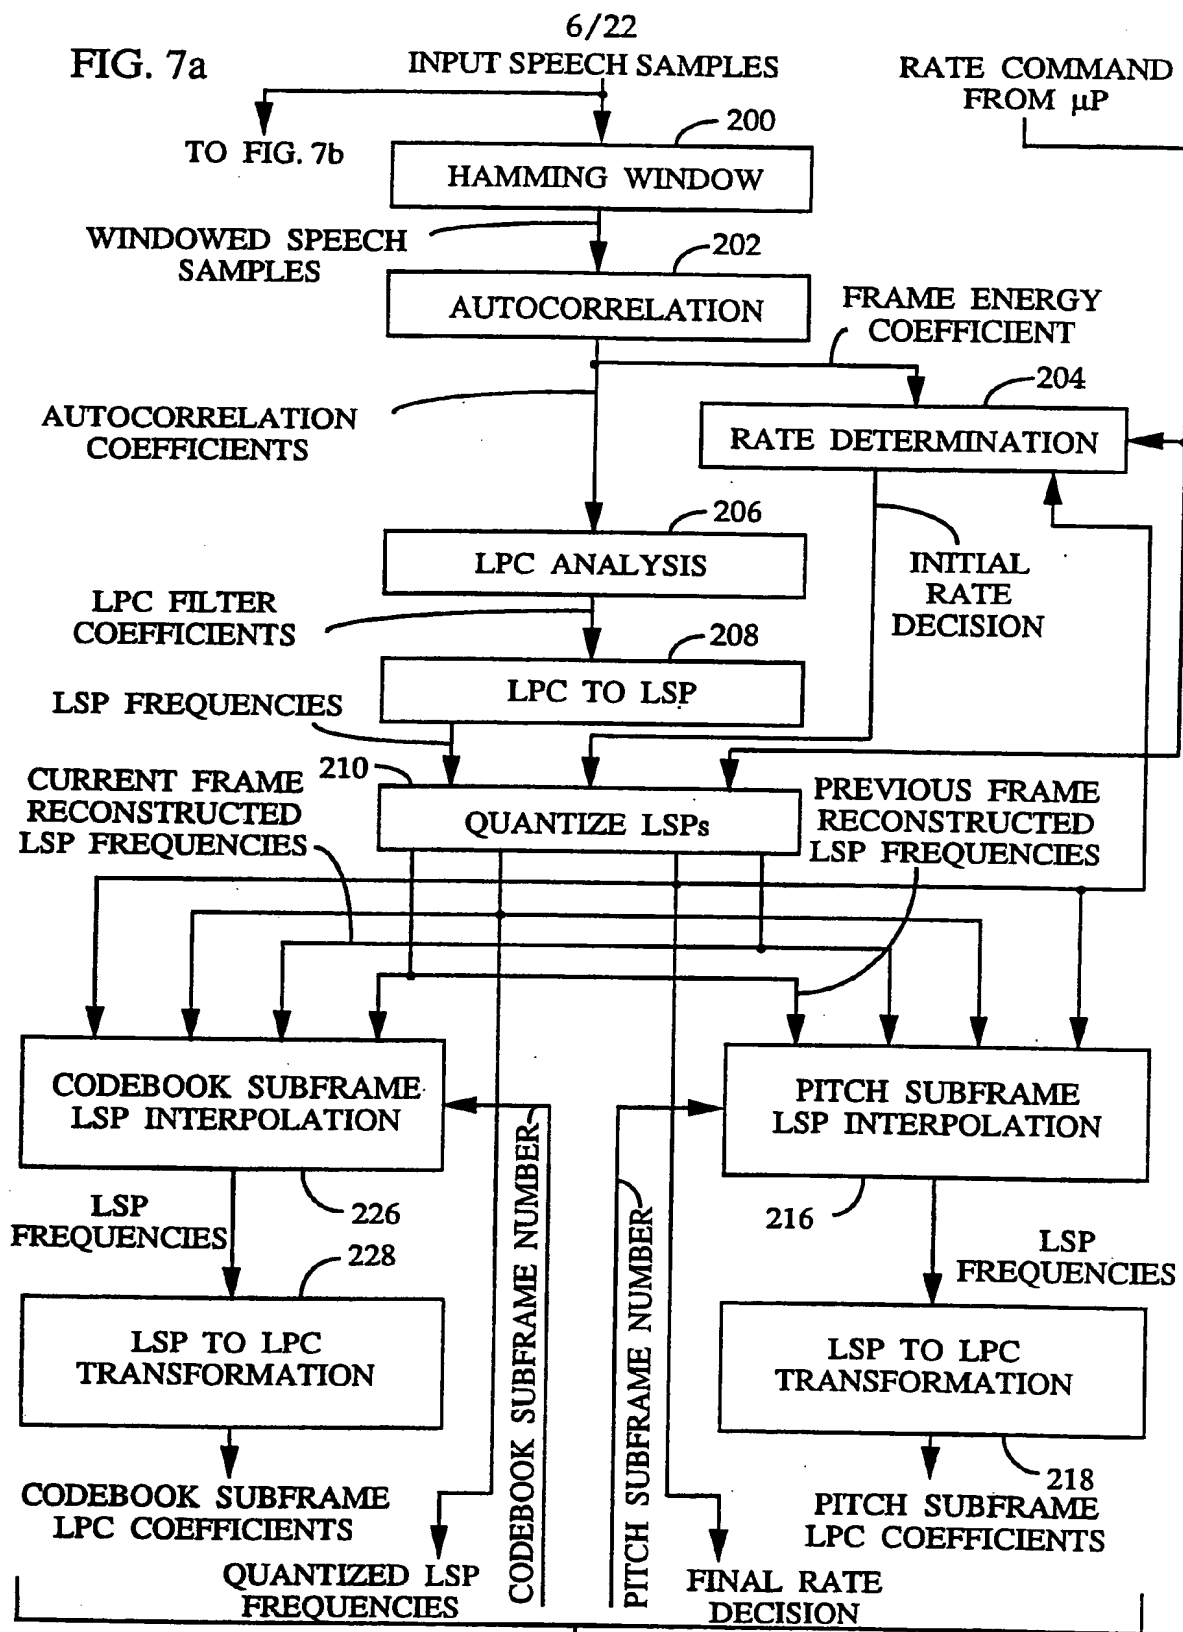 6/22
FIG. 7a
INPUT SPEECH SAMPLES
RATE COMMAND
FROM µP
TO FIG. 7b
200
HAMMING WINDOW
WINDOWED SPEECH
SAMPLES
202
AUTOCORRELATION
FRAME ENERGY
COEFFICIENT
204
AUTOCORRELATION
COEFFICIENTS
RATE DETERMINATION
206
LPC ANALYSIS
INITIAL
RATE
DECISION
LPC FILTER
COEFFICIENTS
208
LPC TO LSP
LSP FREQUENCIES
210
CURRENT FRAME
RECONSTRUCTED
LSP FREQUENCIES
QUANTIZE LSPs
PREVIOUS FRAME
RECONSTRUCTED
LSP FREQUENCIES
CODEBOOK SUBFRAME
LSP INTERPOLATION
PITCH SUBFRAME
LSP INTERPOLATION
226
216
LSP
FREQUENCIES
228
LSP
FREQUENCIES
LSP TO LPC
TRANSFORMATION
LSP TO LPC
TRANSFORMATION
218
CODEBOOK SUBFRAME NUMBER
PITCH SUBFRAME NUMBER
CODEBOOK SUBFRAME
LPC COEFFICIENTS
PITCH SUBFRAME
LPC COEFFICIENTS
QUANTIZED LSP
FREQUENCIES
FINAL RATE
DECISION